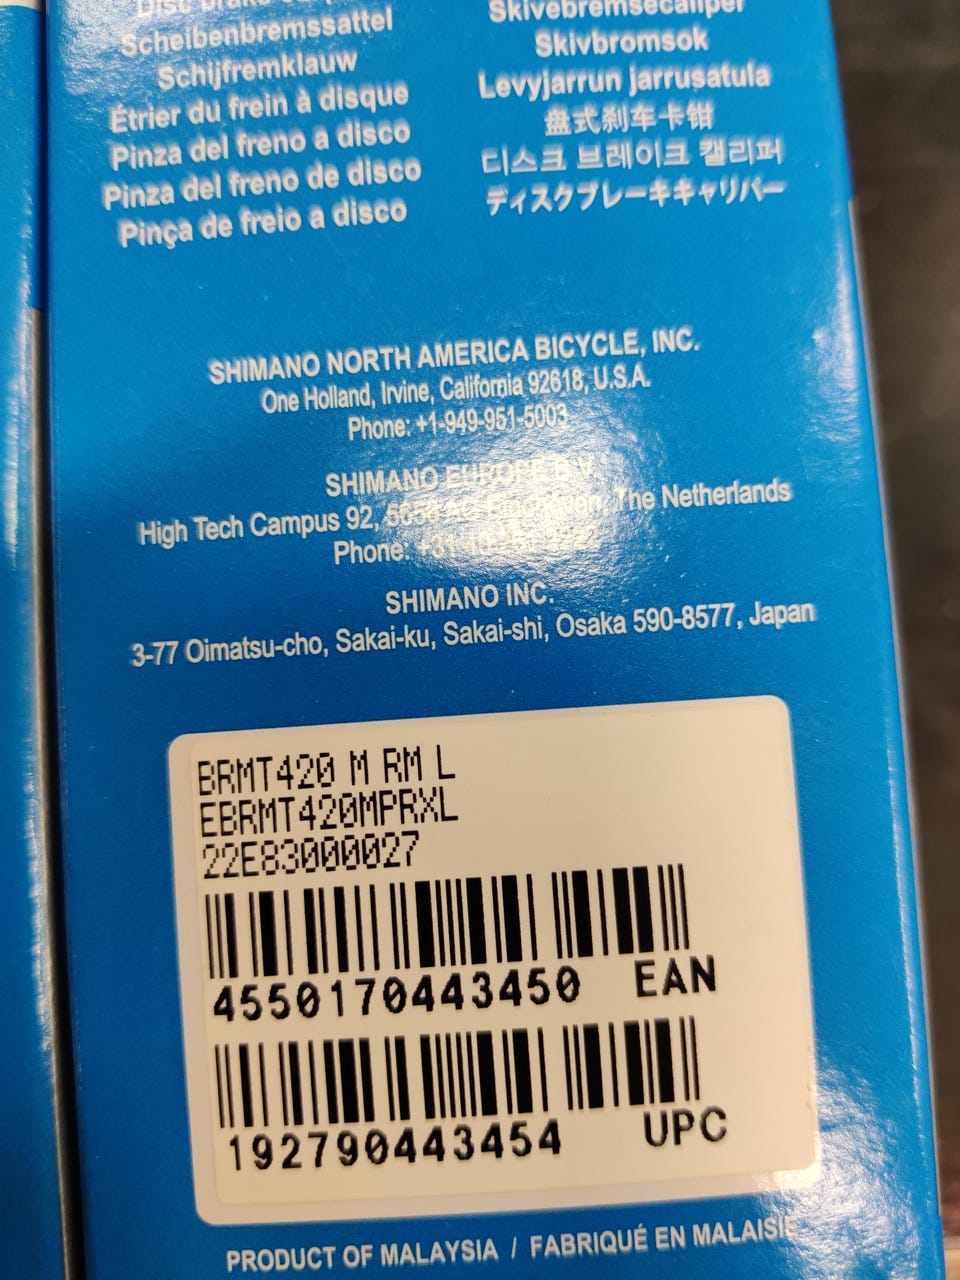 Disc brake
Scheibenbremssattel
Schijfremklauw
Étrier du frein à disque
Pinza del freno a disco
Pinza del freno de disco
Pinça de freio a disco
Skivebremsecaliper
Skivbromsok
Levyjarrun jarrusatula
盘式刹车卡钳
디스크 브레이크 캘리퍼
ディスクブレーキキャリパー
SHIMANO NORTH AMERICA BICYCLE, INC.
One Holland, Irvine, California 92618, U.S.A.
Phone: +1-949-951-5003
SHIMANO EUROPE B.V.
High Tech Campus 92, The Netherlands
Phone:
SHIMANO INC.
3-77 Oimatsu-cho, Sakai-ku, Sakai-shi, Osaka 590-8577, Japan
BRMT420 M RM L
EBRMT420MPRXL
22E83000027
4550170443450 EAN
192790443454 UPC
PRODUCT OF MALAYSIA / FABRIQUÉ EN MALAISIE